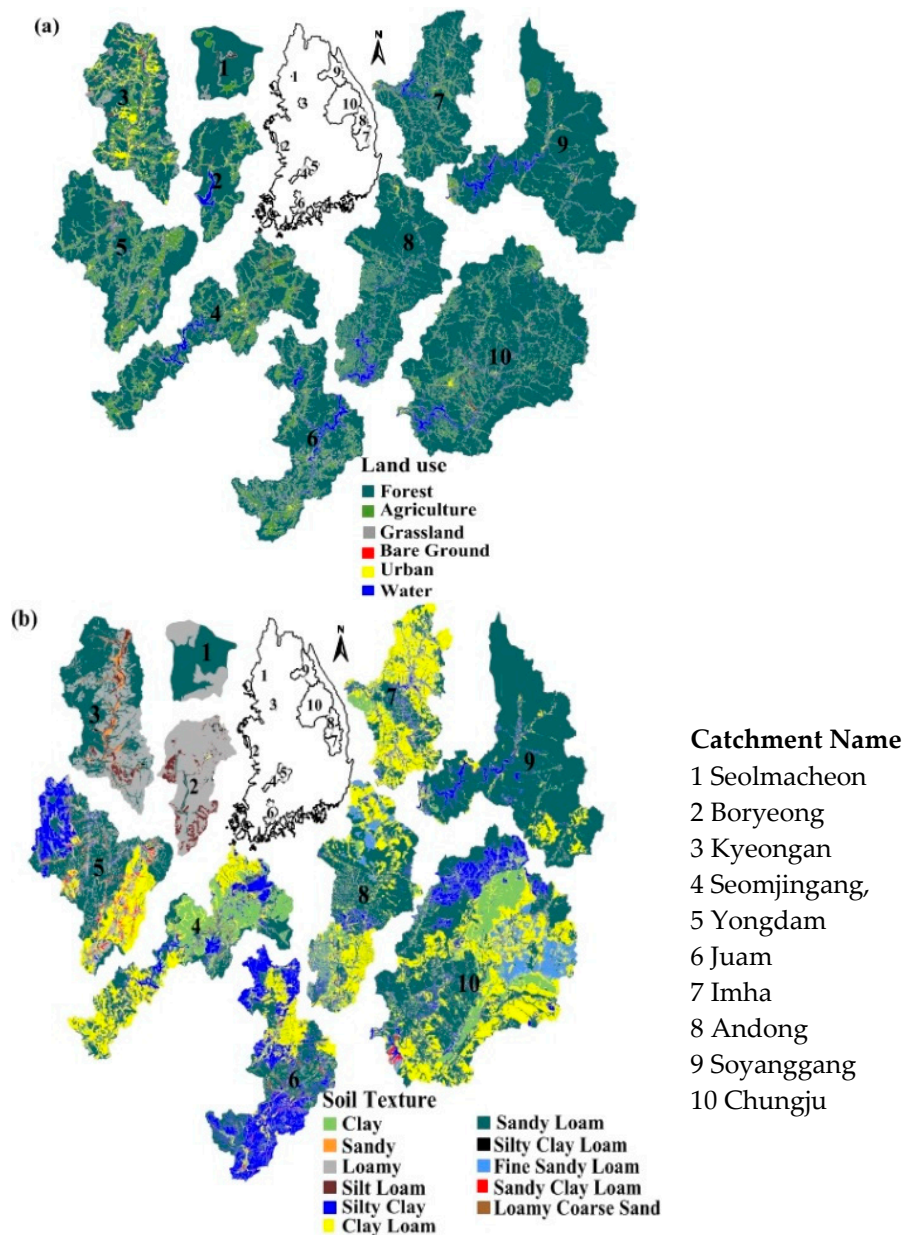 (a)
N
1
9
3
10
8
7
2
5
4
6
3
1
2
7
9
5
8
4
10
6
Land use
Forest
Agriculture
Grassland
Bare Ground
Urban
Water
(b)
N
1
9
3
10
8
7
2
5
4
6
3
1
2
7
9
5
8
4
10
6
Soil Texture
Clay
Sandy
Loamy
Silt Loam
Silty Clay
Clay Loam
Sandy Loam
Silty Clay Loam
Fine Sandy Loam
Sandy Clay Loam
Loamy Coarse Sand
Catchment Name
1 Seolmacheon
2 Boryeong
3 Kyeongan
4 Seomjingang,
5 Yongdam
6 Juam
7 Imha
8 Andong
9 Soyanggang
10 Chungju